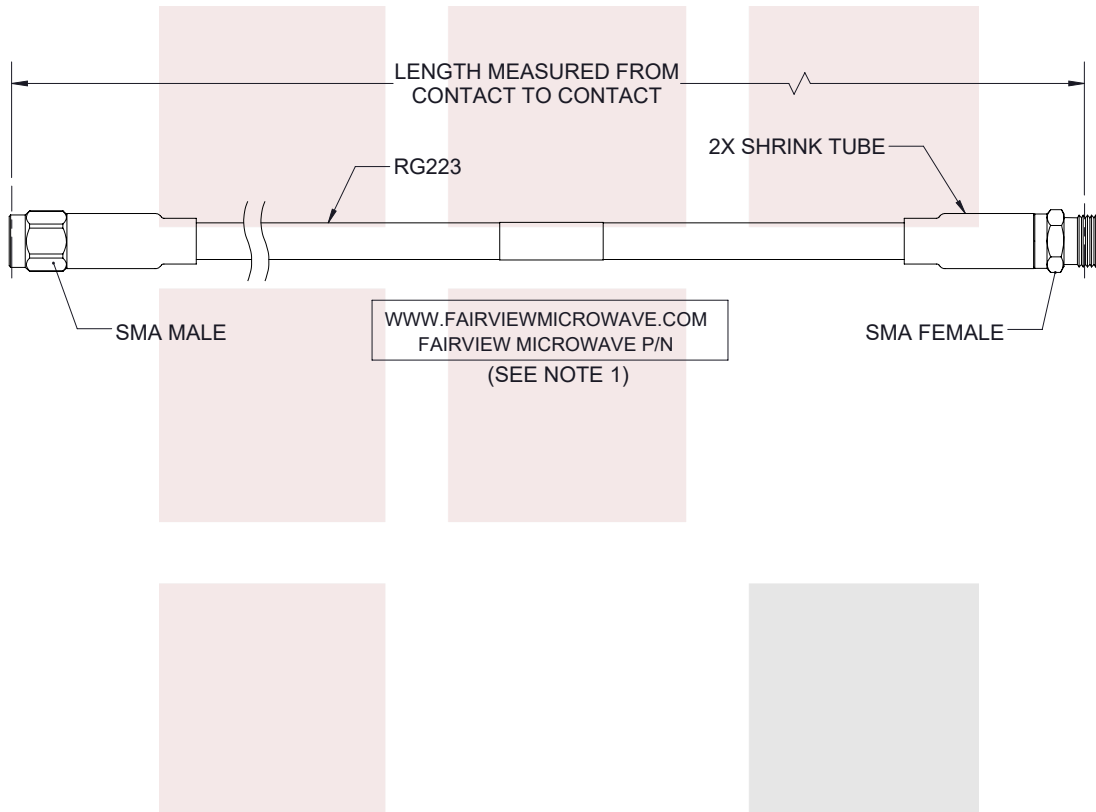 LENGTH MEASURED FROM
CONTACT TO CONTACT
RG223
2X SHRINK TUBE
SMA MALE
WWW.FAIRVIEWMICROWAVE.COM
FAIRVIEW MICROWAVE P/N
(SEE NOTE 1)
SMA FEMALE